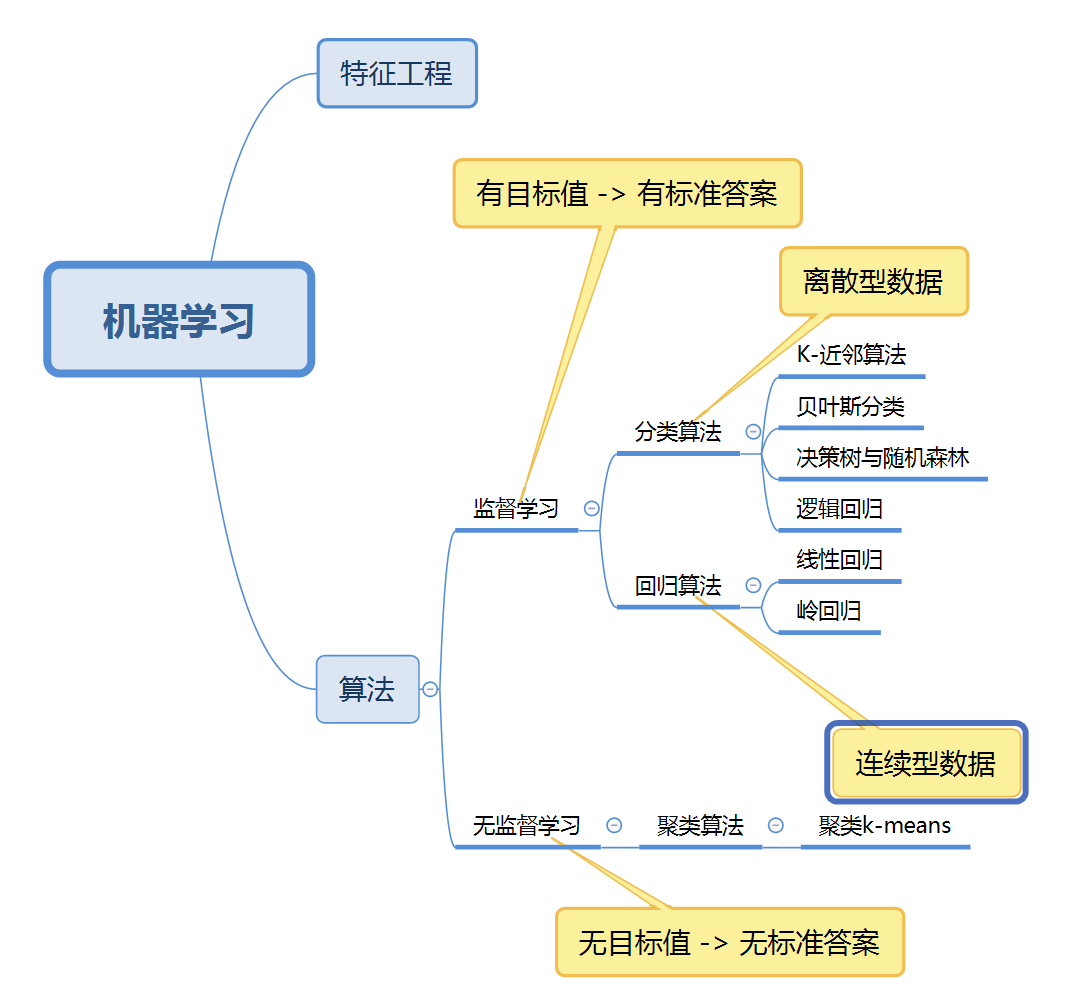 特征工程
有目标值 -> 有标准答案
离散型数据
机器学习
K-近邻算法
贝叶斯分类
分类算法
决策树与随机森林
监督学习
逻辑回归
线性回归
回归算法
岭回归
算法
连续型数据
无监督学习
聚类算法
聚类k-means
无目标值 -> 无标准答案